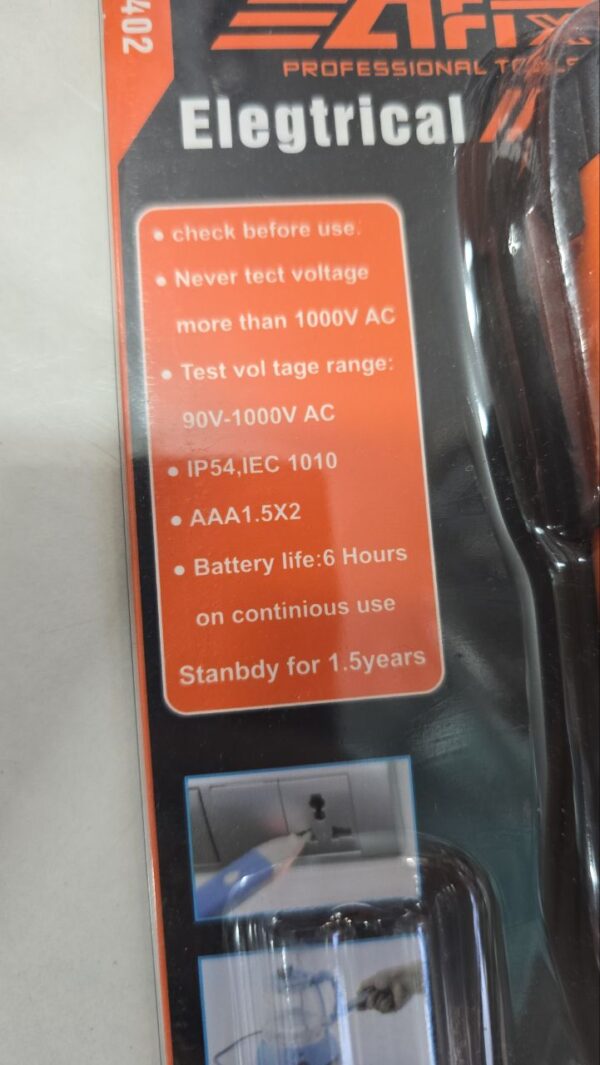 402
PROFESSIONAL
Elegtrical
• check before use.
• Never tect voltage
more than 1000V AC
• Test vol tage range:
90V-1000V AC
• IP54,IEC 1010
• AAA1.5X2
• Battery life:6 Hours
on continious use
Stanbdy for 1.5years